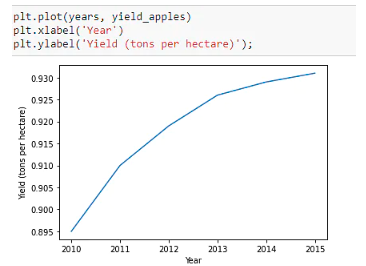 plt.plot(years, yield_apples)
plt.xlabel('Year')
plt.ylabel('Yield (tons per hectare)');
0.930
0.925
0.920
0.915
0.910
0.905
0.900
0.895
Yield (tons per hectare)
2010 2011 2012 2013 2014 2015
Year